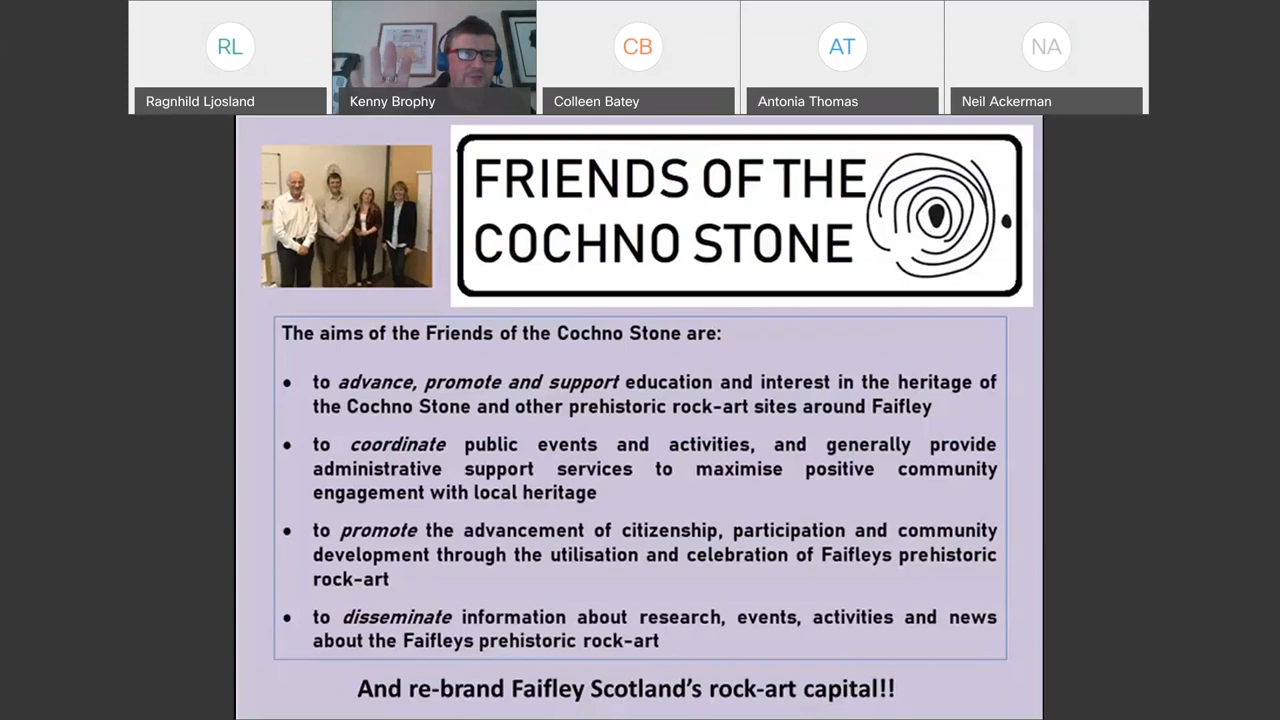 RL
CB
AT
NA
Ragnhild Ljosland
Kenny Brophy
Colleen Batey
Antonia Thomas
Neil Ackerman
FRIENDS OF THE
COCHNO STONE
The aims of the Friends of the Cochno Stone are:
• to advance, promote and support education and interest in the heritage of
the Cochno Stone and other prehistoric rock-art sites around Faifley
• to coordinate public events and activities, and generally provide
administrative support services to maximise positive community
engagement with local heritage
• to promote the advancement of citizenship, participation and community
development through the utilisation and celebration of Faifleys prehistoric
rock-art
• to disseminate information about research, events, activities and news
about the Faifleys prehistoric rock-art
And re-brand Faifley Scotland's rock-art capital!!